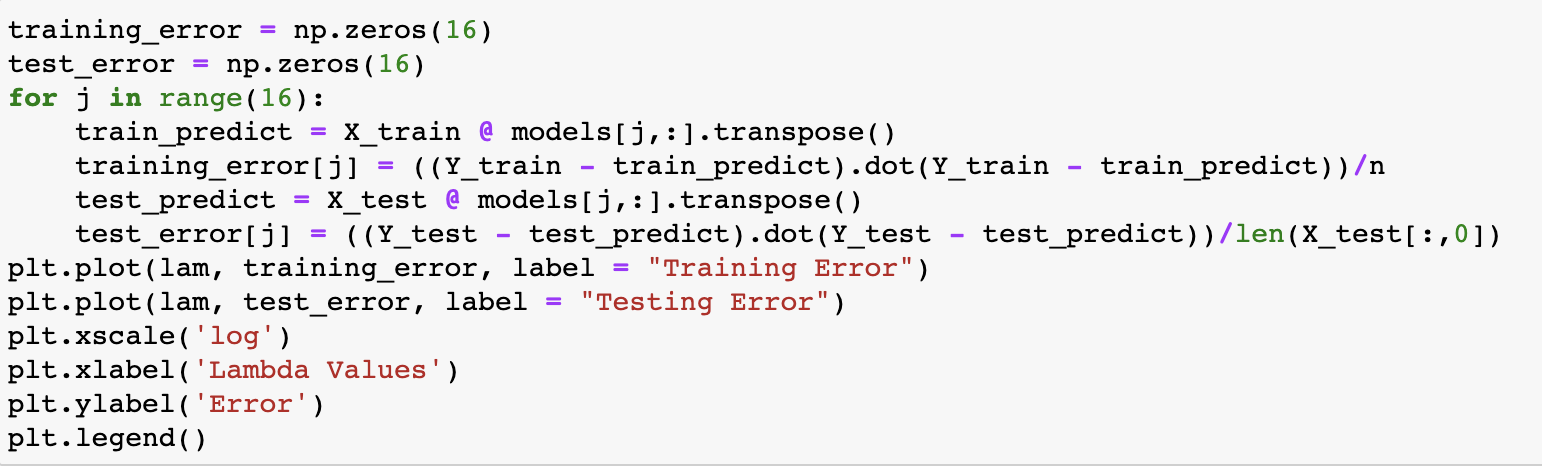 training_error = np.zeros(16)
test_error = np.zeros(16)
for j in range(16):
    train_predict = X_train @ models[j,:].transpose()
    training_error[j] = ((Y_train - train_predict).dot(Y_train - train_predict))/n
    test_predict = X_test @ models[j,:].transpose()
    test_error[j] = ((Y_test - test_predict).dot(Y_test - test_predict))/len(X_test[:,0])
plt.plot(lam, training_error, label = "Training Error")
plt.plot(lam, test_error, label = "Testing Error")
plt.xscale('log')
plt.xlabel('Lambda Values')
plt.ylabel('Error')
plt.legend()